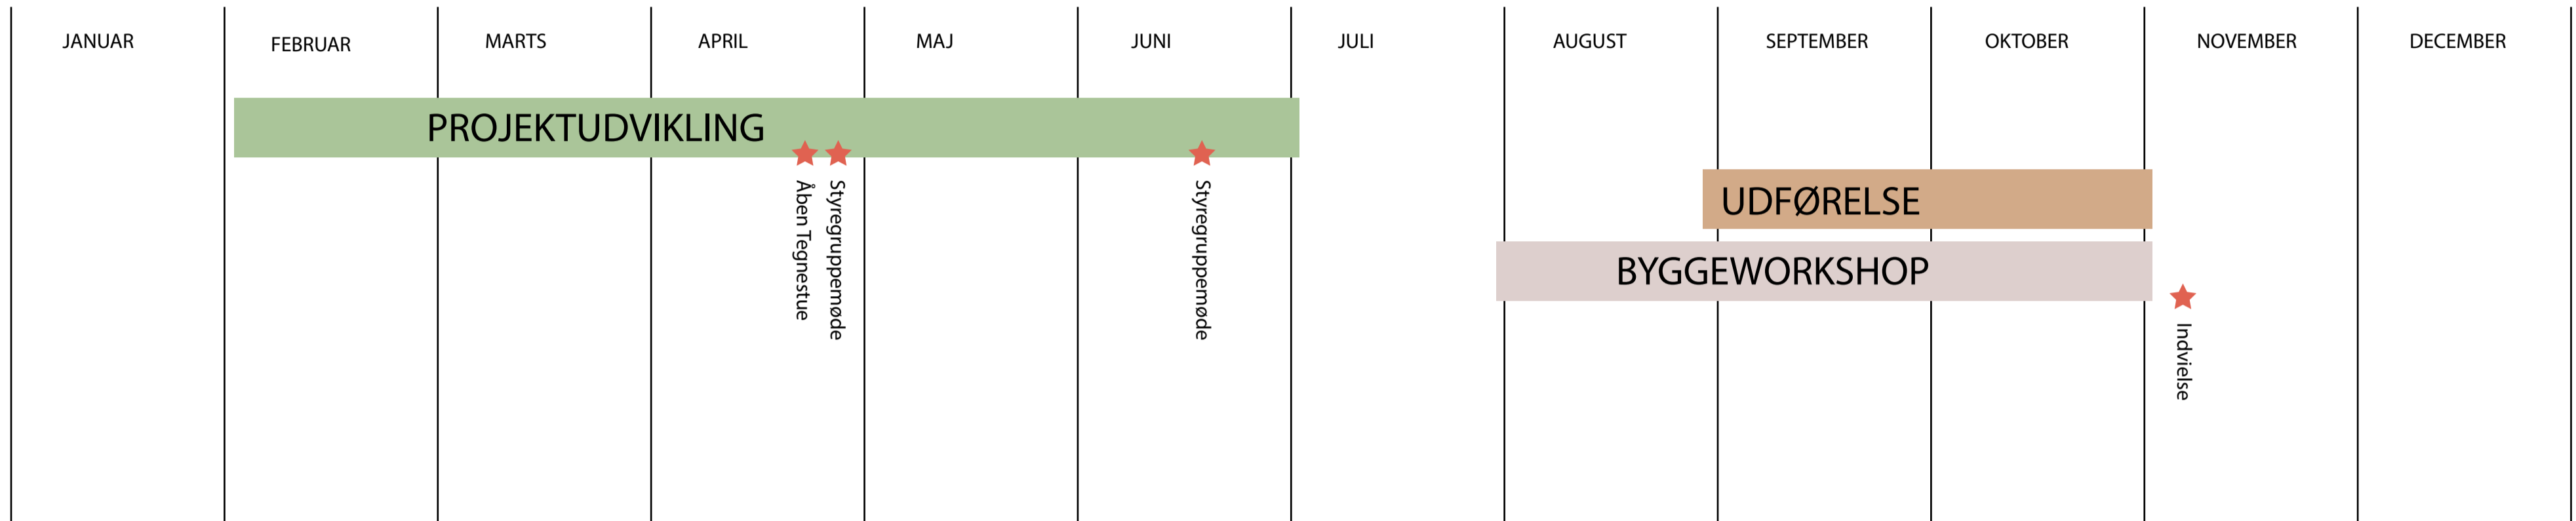 JANUAR
FEBRUAR
MARTS
APRIL
MAJ
JUNI
JULI
AUGUST
SEPTEMBER
OKTOBER
NOVEMBER
DECEMBER
PROJEKTUDVIKLING
Åben Tegnestue
Styregruppemøde
Styregruppemøde
UDFØRELSE
BYGGEWORKSHOP
Indvielse